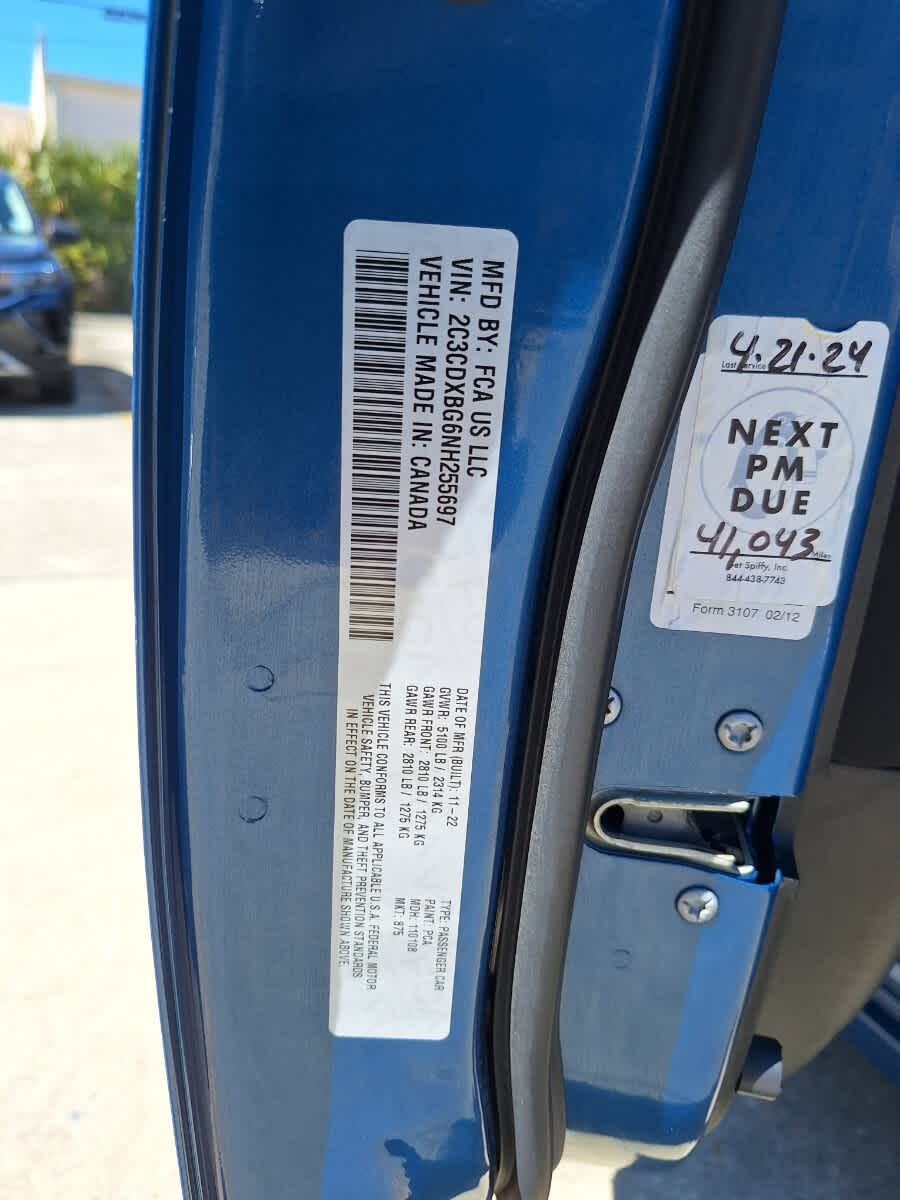 MFD BY: FCA US LLC
VIN: 2C3CDXBG6NH255697
VEHICLE MADE IN: CANADA
DATE OF MFR (BUILT): 11-22
GVWR: 5100 LB / 2314 KG
GAWR FRONT: 2810 LB / 1275 KG
GAWR REAR: 2810 LB / 1275 KG
THIS VEHICLE CONFORMS TO ALL APPLICABLE U.S.A. FEDERAL MOTOR
VEHICLE SAFETY, BUMPER, AND THEFT PREVENTION STANDARDS
IN EFFECT ON THE DATE OF MANUFACTURE SHOWN ABOVE.
TYPE: PASSENGER CAR
PAINT: PCA
MDH: 110108
MKT: 875
4.21.24
Last Service
NEXT
PM
DUE
41,043 Miles
er Spiffy, Inc
844-438-7743
Form 3107 02/12